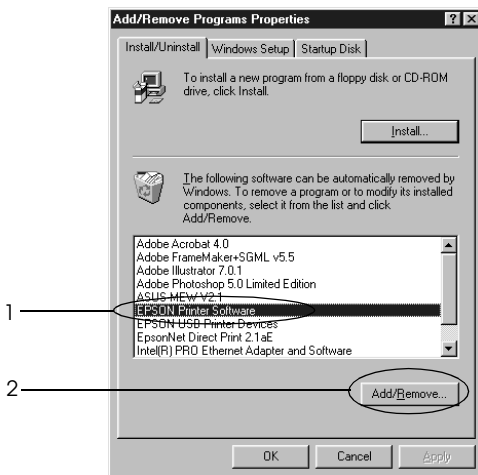 Add/Remove Programs Properties
Install/Uninstall Windows Setup Startup Disk
To install a new program from a floppy disk or CD-ROM
drive, click Install.
Install...
The following software can be automatically removed by
Windows. To remove a program or to modify its installed
components, select it from the list and click
Add/Remove.
Adobe Acrobat 4.0
Adobe FrameMaker+SGML v5.5
Adobe Illustrator 7.0.1
Adobe Photoshop 5.0 Limited Edition
ASUS MEW V2.1
1
EPSON Printer Software
EPSON USB Printer Devices
EpsonNet Direct Print 2.1aE
Intel(R) PRO Ethernet Adapter and Software
2
Add/Remove...
OK Cancel Apply